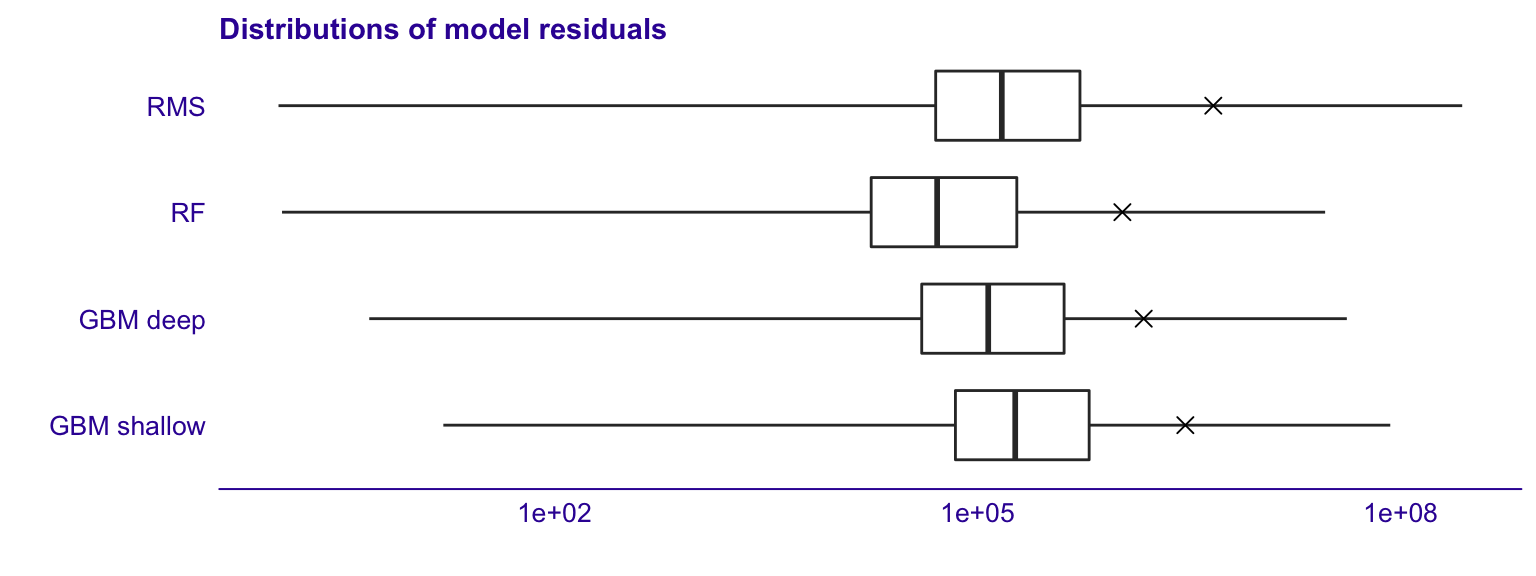 Distributions of model residuals
RMS
RF
GBM deep
GBM shallow
1e+02 1e+05 1e+08